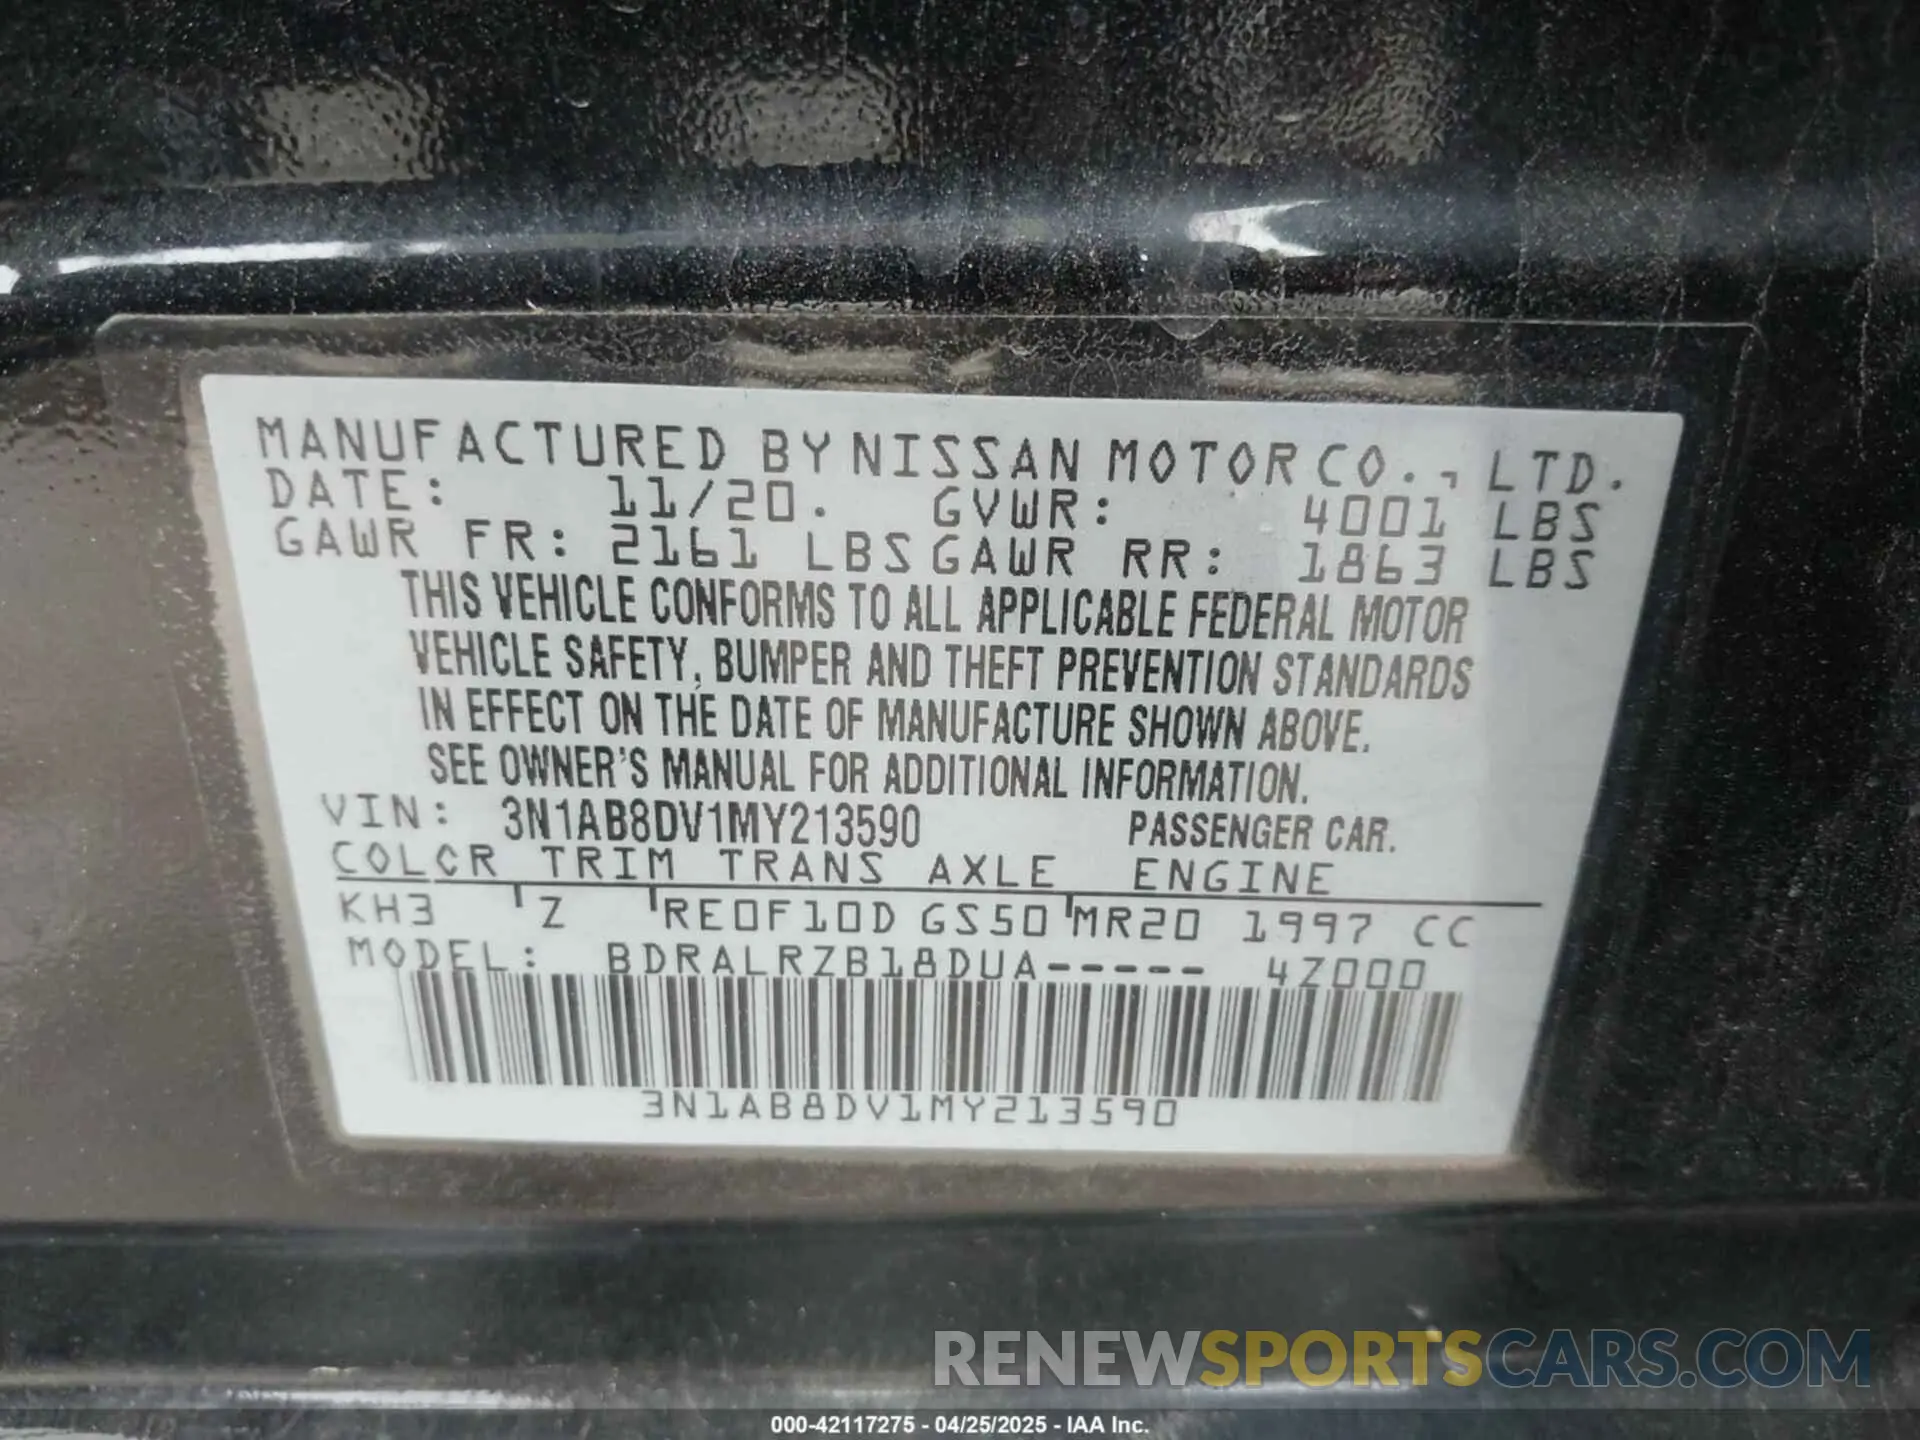 MANUFACTURED BY NISSAN MOTOR CO., LTD.
DATE: 11/20. GVWR: 4001 LBS
GAWR FR: 2161 LBS GAWR RR: 1863 LBS
THIS VEHICLE CONFORMS TO ALL APPLICABLE FEDERAL MOTOR
VEHICLE SAFETY, BUMPER AND THEFT PREVENTION STANDARDS
IN EFFECT ON THE DATE OF MANUFACTURE SHOWN ABOVE.
SEE OWNER'S MANUAL FOR ADDITIONAL INFORMATION.
VIN: 3N1AB8DV1MY213590 PASSENGER CAR.
COLOR TRIM TRANS AXLE ENGINE
KH3 Z RE0F10D GS50 MR20 1997 CC
MODEL: BDRALRZB18DUA----- 4Z000
3N1AB8DV1MY213590
RENEWSPORTSCARS.COM
000-42117275 - 04/25/2025 - IAA Inc.